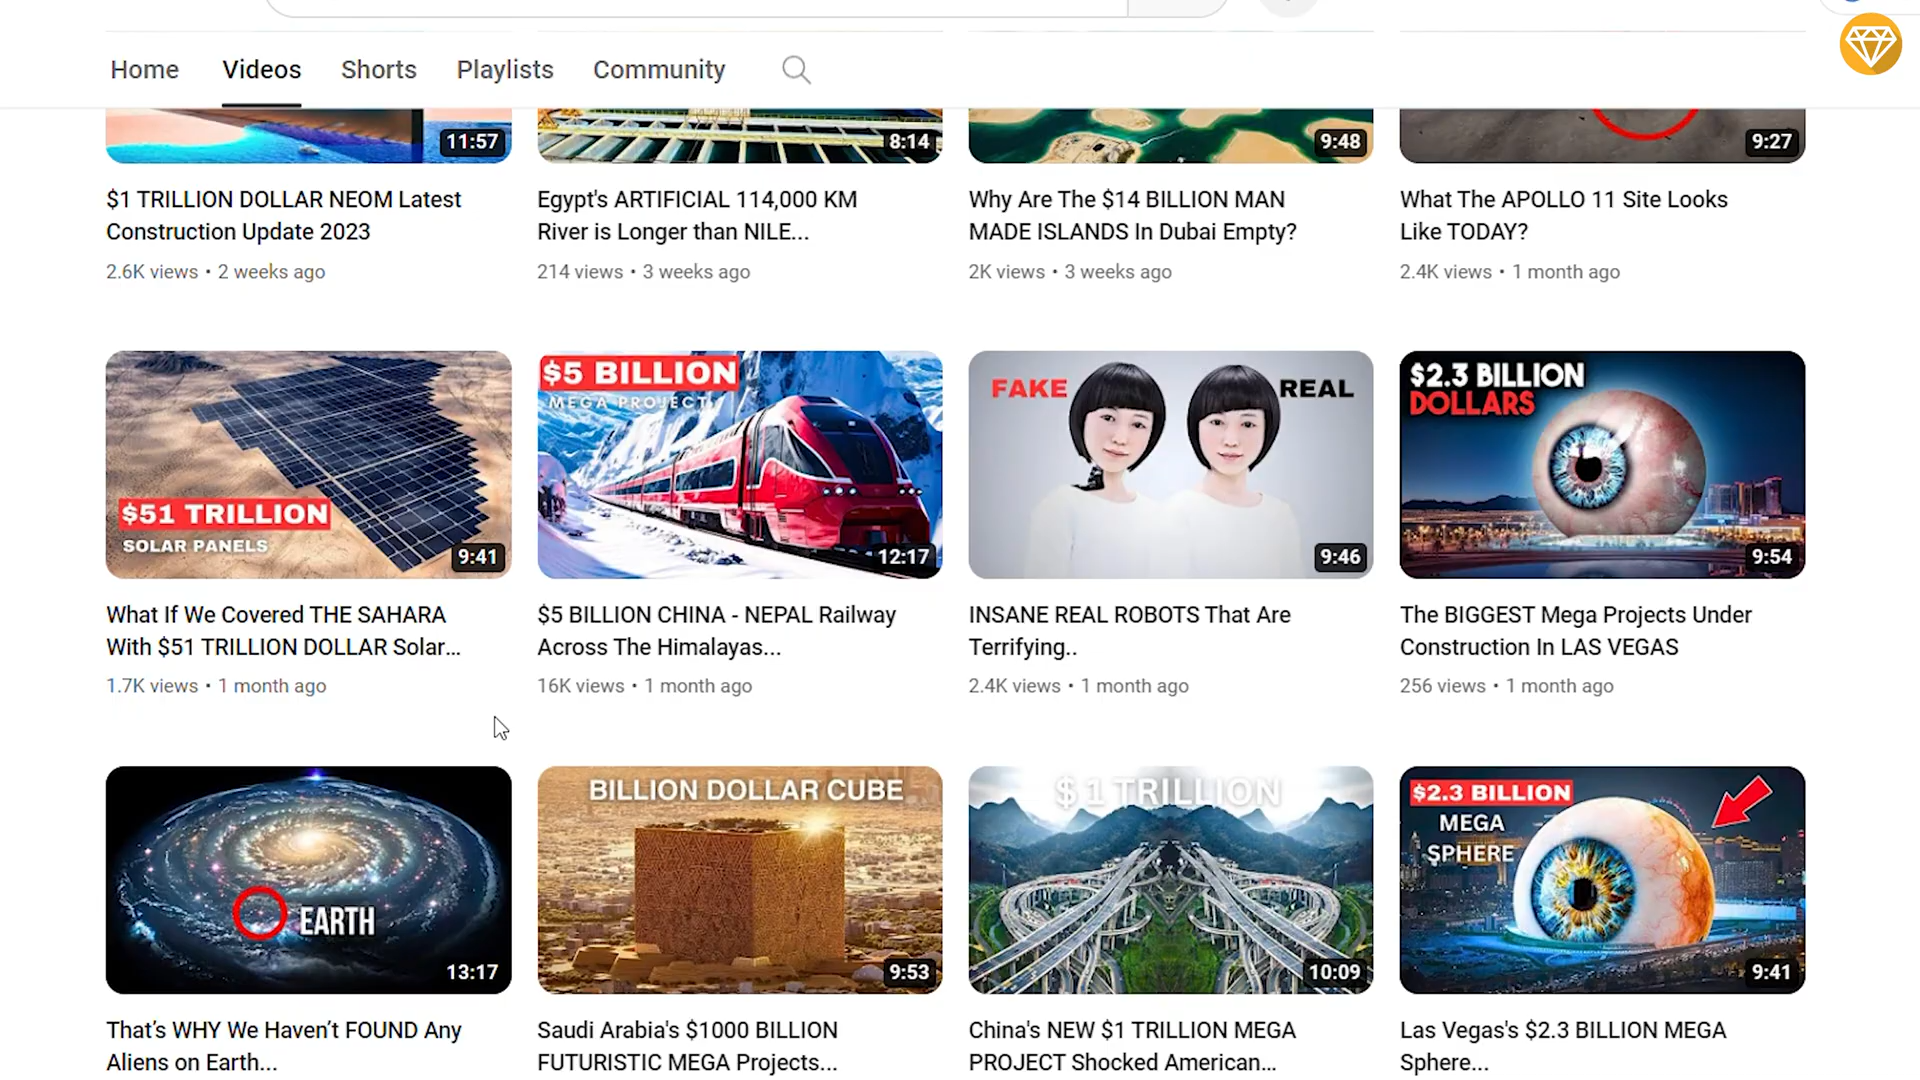 Home Videos Shorts Playlists Community
11:57
8:14
9:48
9:27
$1 TRILLION DOLLAR NEOM Latest
Construction Update 2023
2.6K views • 2 weeks ago
Egypt's ARTIFICIAL 114,000 KM
River is Longer than NILE...
214 views • 3 weeks ago
Why Are The $14 BILLION MAN
MADE ISLANDS In Dubai Empty?
2K views • 3 weeks ago
What The APOLLO 11 Site Looks
Like TODAY?
2.4K views • 1 month ago
$51 TRILLION
SOLAR PANELS
9:41
$5 BILLION
MEGA PROJECT
12:17
FAKE
REAL
9:46
$2.3 BILLION
DOLLARS
9:54
What If We Covered THE SAHARA
With $51 TRILLION DOLLAR Solar...
1.7K views • 1 month ago
$5 BILLION CHINA - NEPAL Railway
Across The Himalayas...
16K views • 1 month ago
INSANE REAL ROBOTS That Are
Terrifying..
2.4K views • 1 month ago
The BIGGEST Mega Projects Under
Construction In LAS VEGAS
256 views • 1 month ago
EARTH
13:17
BILLION DOLLAR CUBE
9:53
$1 TRILLION
10:09
$2.3 BILLION
MEGA
SPHERE
9:41
That’s WHY We Haven’t FOUND Any
Aliens on Earth...
Saudi Arabia's $1000 BILLION
FUTURISTIC MEGA Projects...
China's NEW $1 TRILLION MEGA
PROJECT Shocked American...
Las Vegas's $2.3 BILLION MEGA
Sphere...